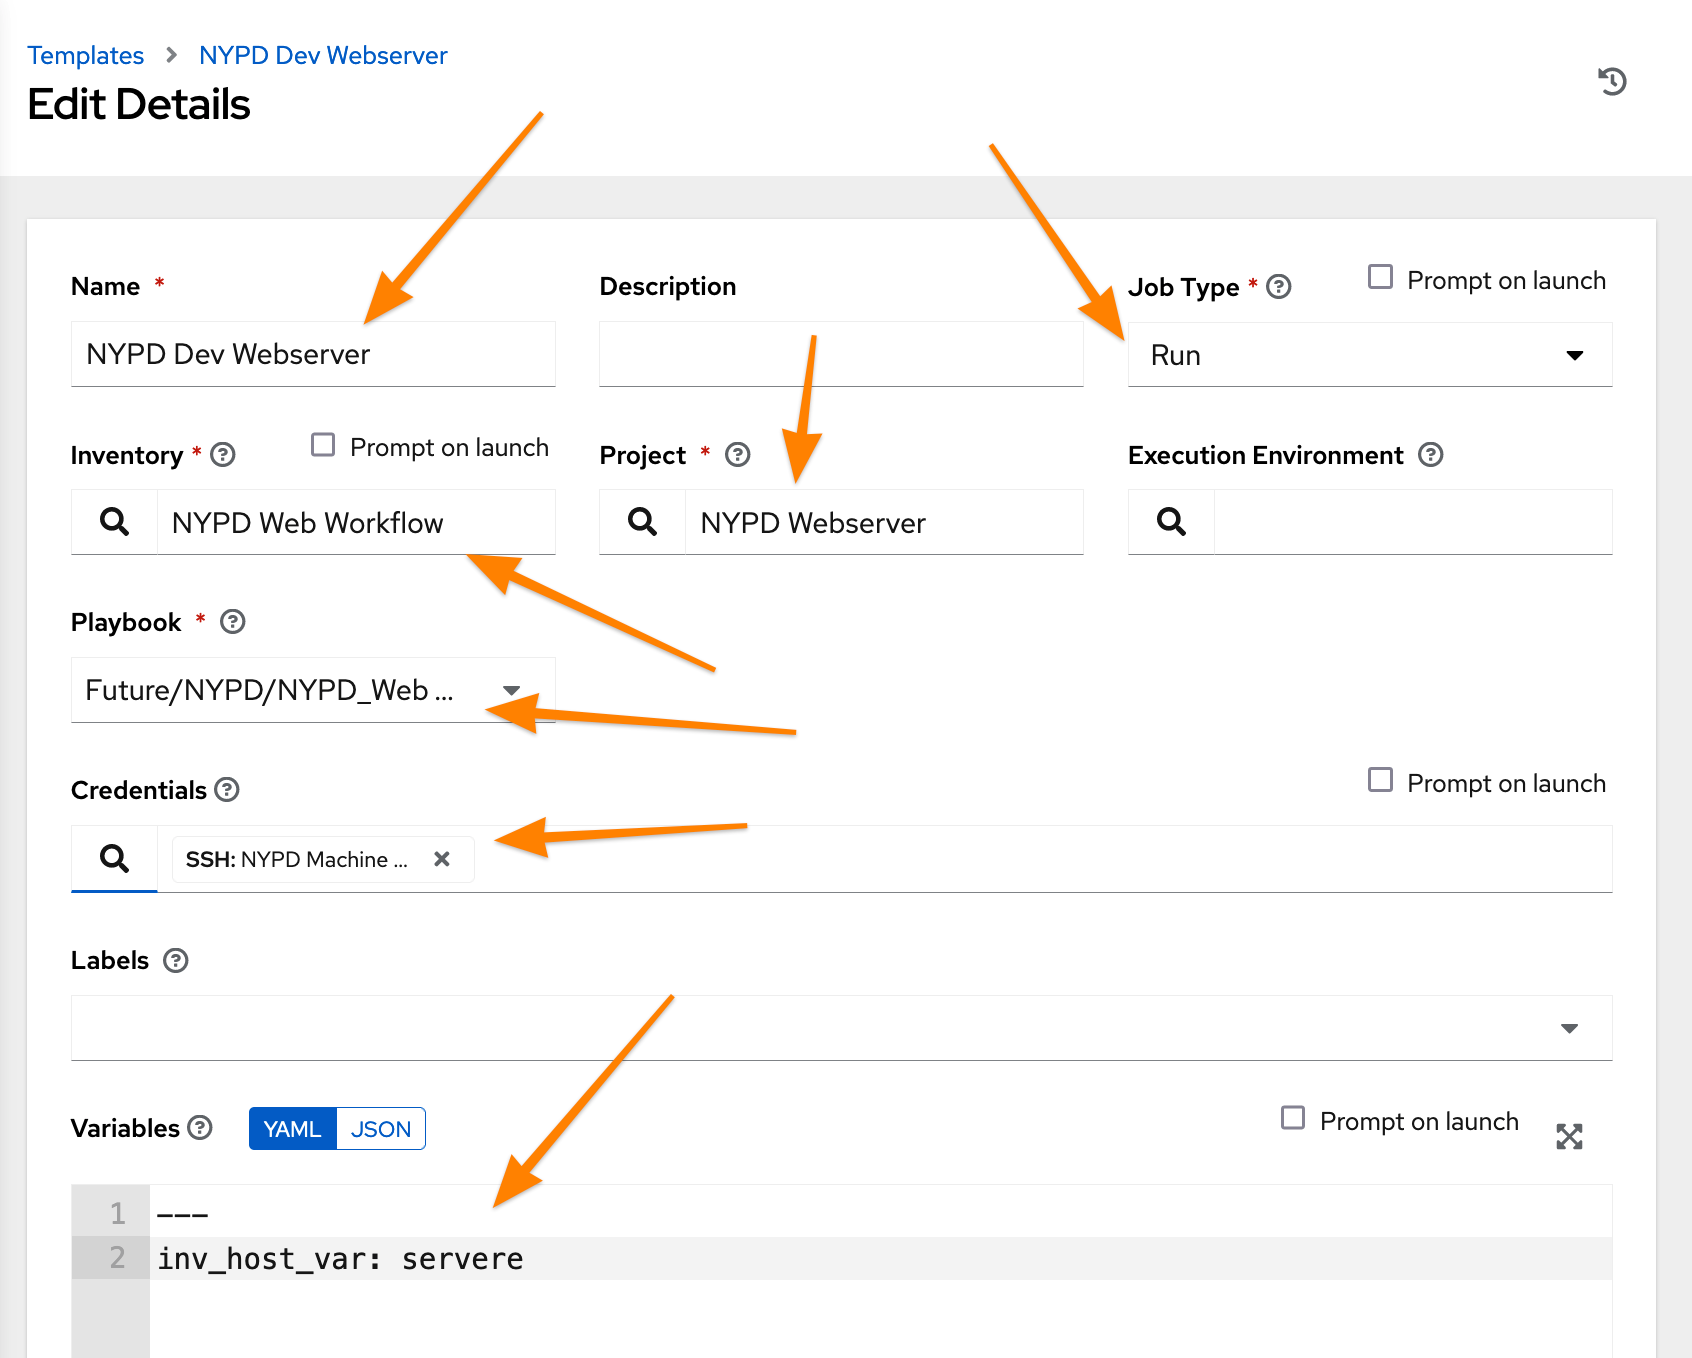 Templates > NYPD Dev Webserver
Edit Details
Name *
Description
Job Type * Prompt on launch
NYPD Dev Webserver
Run
Inventory * Prompt on launch
Project *
Execution Environment
NYPD Web Workflow
NYPD Webserver
Playbook *
Future/NYPD/NYPD_Web ...
Credentials
Prompt on launch
SSH: NYPD Machine ...
Labels
Variables YAML JSON
Prompt on launch
1 ---
2 inv_host_var: servere